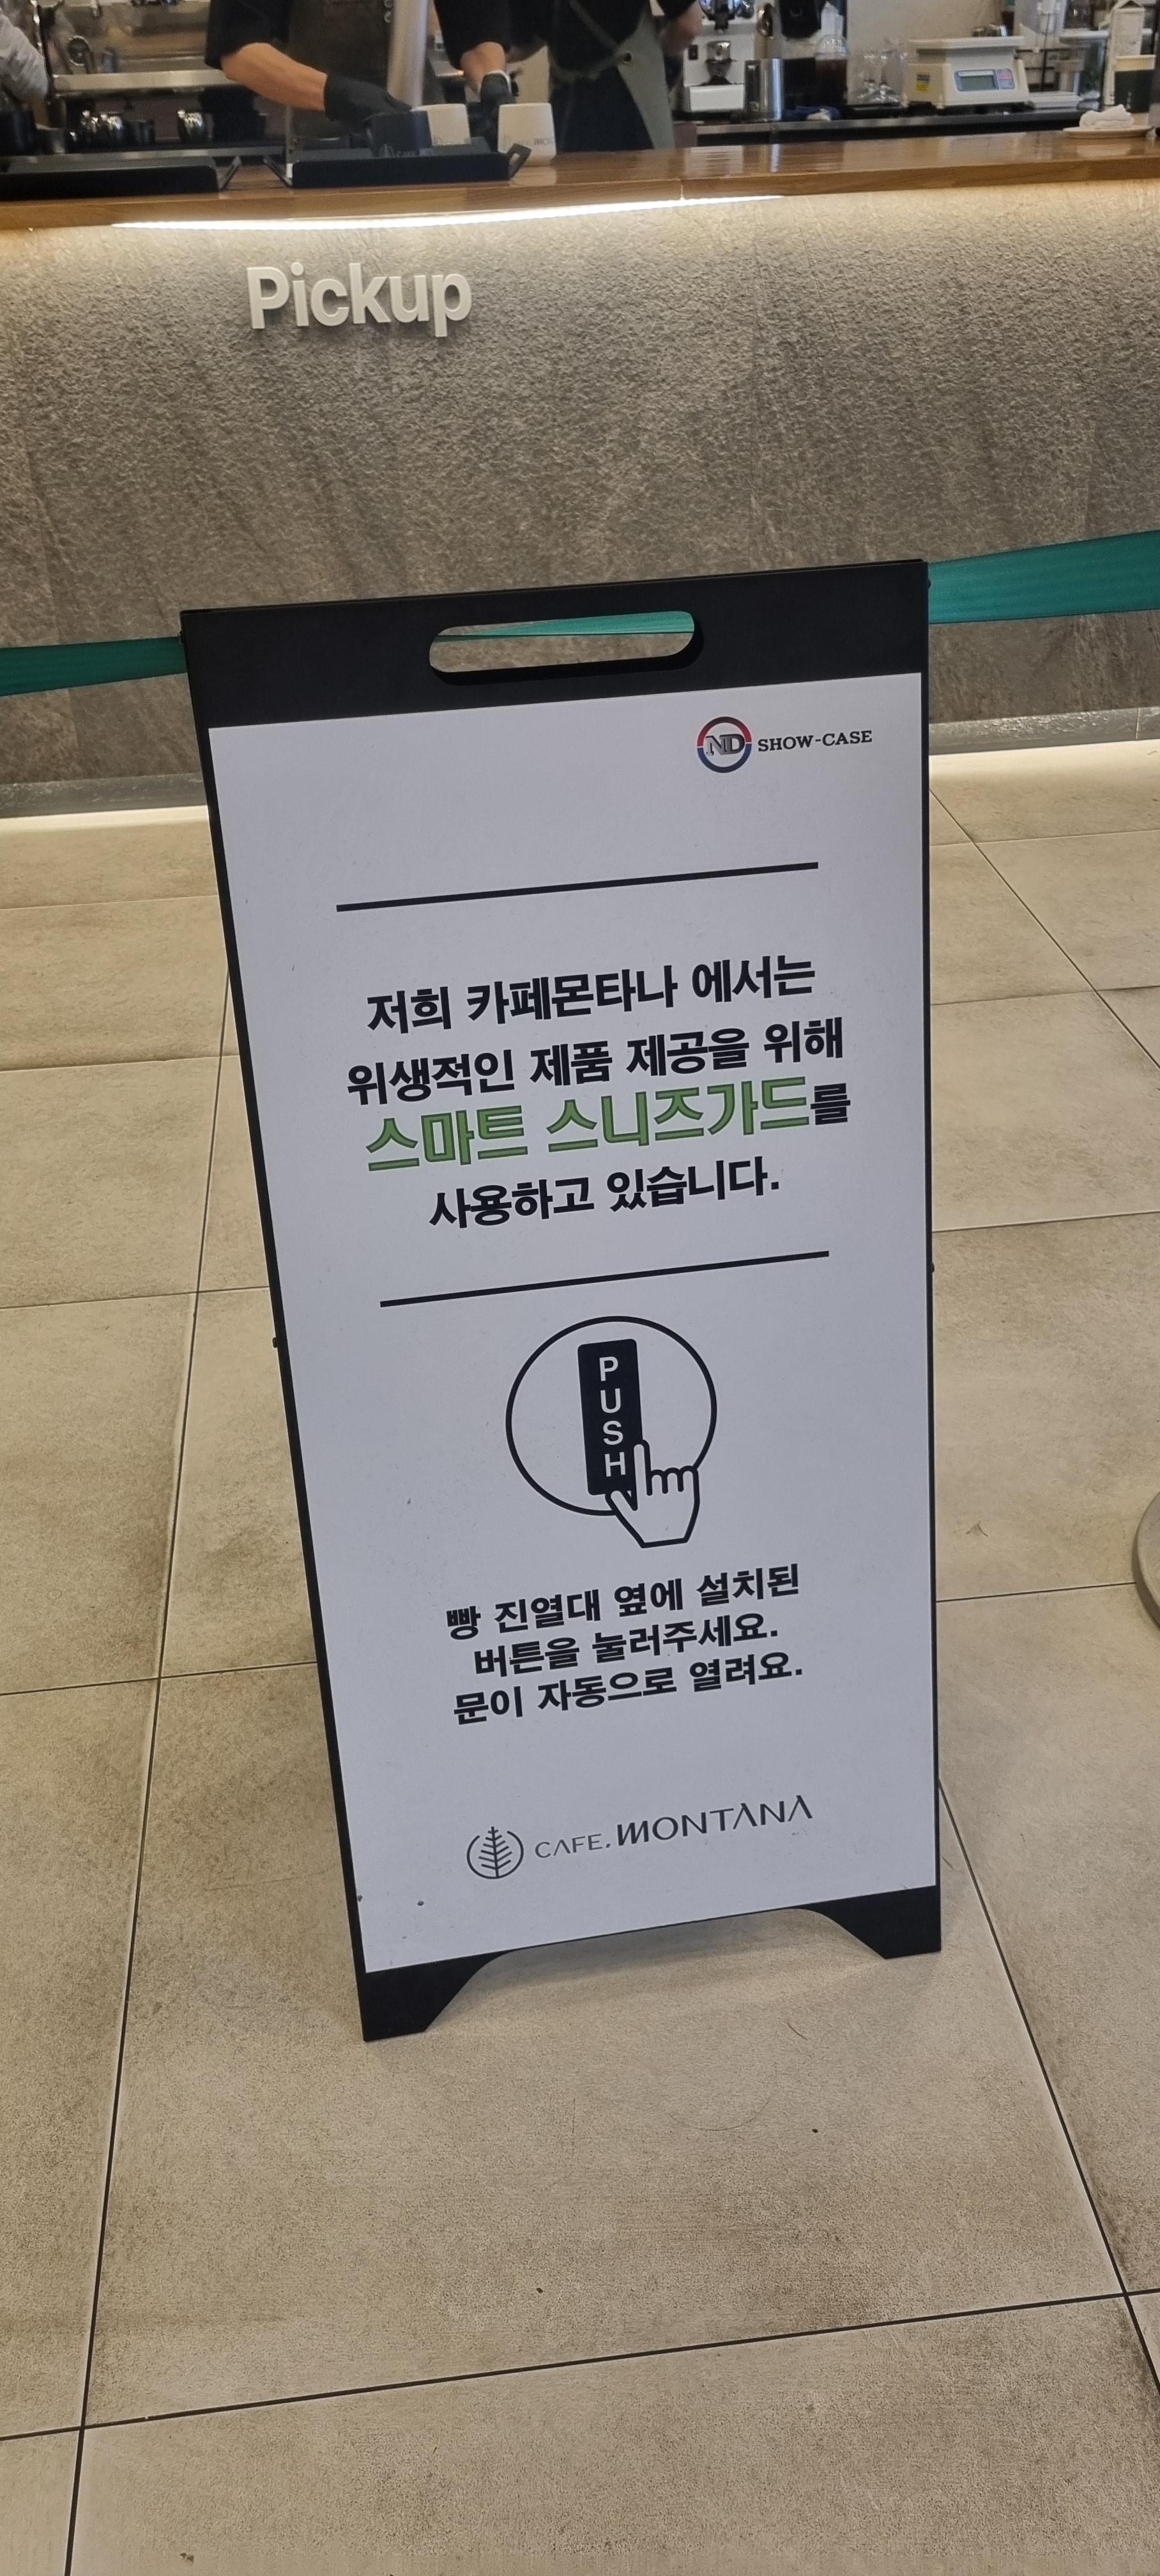 Pickup
ND SHOW-CASE
저희 카페몬타나 에서는
위생적인 제품 제공을 위해
스마트 스니즈가드를
사용하고 있습니다.
P
U
S
H
빵 진열대 옆에 설치된
버튼을 눌러주세요.
문이 자동으로 열려요.
CAFE. MONTANA